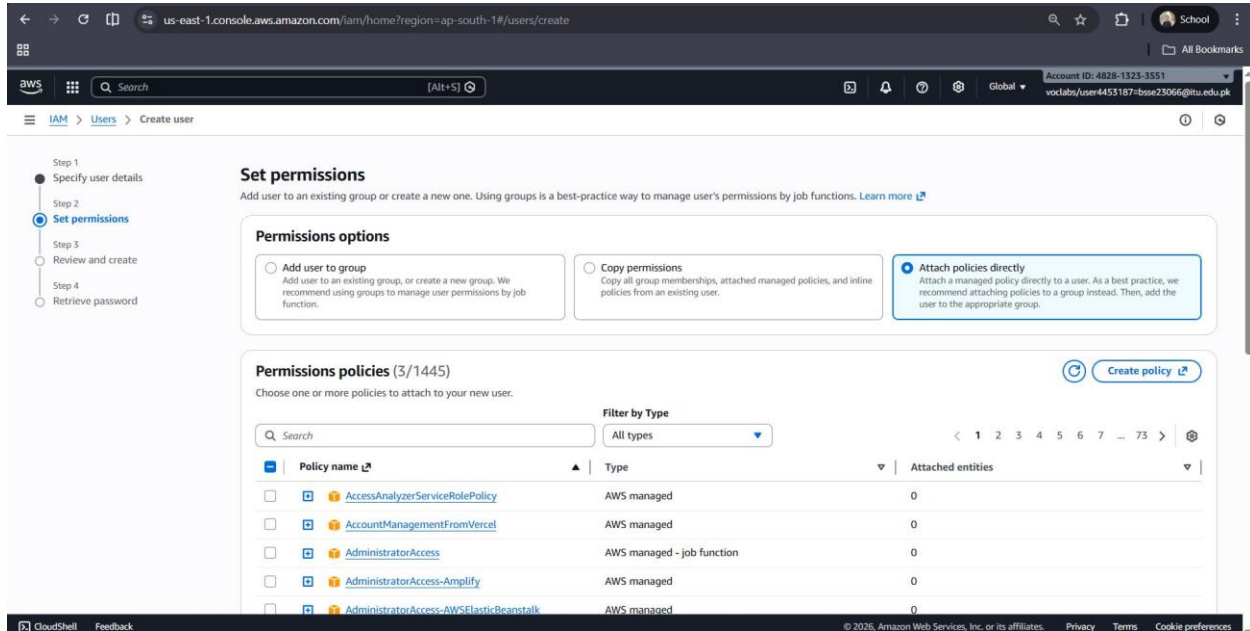 us-east-1.console.aws.amazon.com/iam/home?region=ap-south-1#/users/create
School
All Bookmarks
aws
Search
[Alt+S]
Global
Account ID: 4828-1323-3551
voclabs/user4453187=bsse23066@itu.edu.pk
IAM > Users > Create user
Step 1
Specify user details
Step 2
Set permissions
Step 3
Review and create
Step 4
Retrieve password
Set permissions
Add user to an existing group or create a new one. Using groups is a best-practice way to manage user's permissions by job functions. Learn more
Permissions options
Add user to group
Add user to an existing group, or create a new group. We
recommend using groups to manage user permissions by job
function.
Copy permissions
Copy all group memberships, attached managed policies, and inline
policies from an existing user.
Attach policies directly
Attach a managed policy directly to a user. As a best practice, we
recommend attaching policies to a group instead. Then, add the
user to the appropriate group.
Permissions policies (3/1445)
Create policy
Choose one or more policies to attach to your new user.
Filter by Type
Search
All types
< 1 2 3 4 5 6 7 ... 73 >
Policy name
Type
Attached entities
AccessAnalyzerServiceRolePolicy AWS managed 0
AccountManagementFromVercel AWS managed 0
AdministratorAccess AWS managed - job function 0
AdministratorAccess-Amplify AWS managed 0
AdministratorAccess-AWSElasticBeanstalk AWS managed 0
CloudShell Feedback © 2026, Amazon Web Services, Inc. or its affiliates. Privacy Terms Cookie preferences